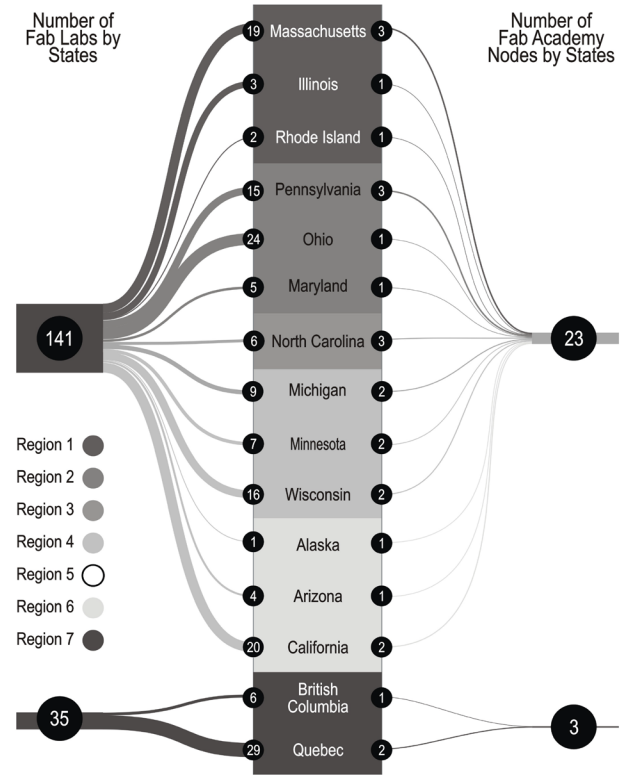 Number of
Fab Labs by
States
Number of
Fab Academy
Nodes by States
19 Massachusetts 3
3 Illinois 1
2 Rhode Island 1
15 Pennsylvania 3
24 Ohio 1
5 Maryland 1
141
6 North Carolina 3
23
9 Michigan 2
7 Minnesota 2
16 Wisconsin 2
1 Alaska 1
4 Arizona 1
20 California 2
Region 1
Region 2
Region 3
Region 4
Region 5
Region 6
Region 7
35
6 British
Columbia 1
29 Quebec 2
3